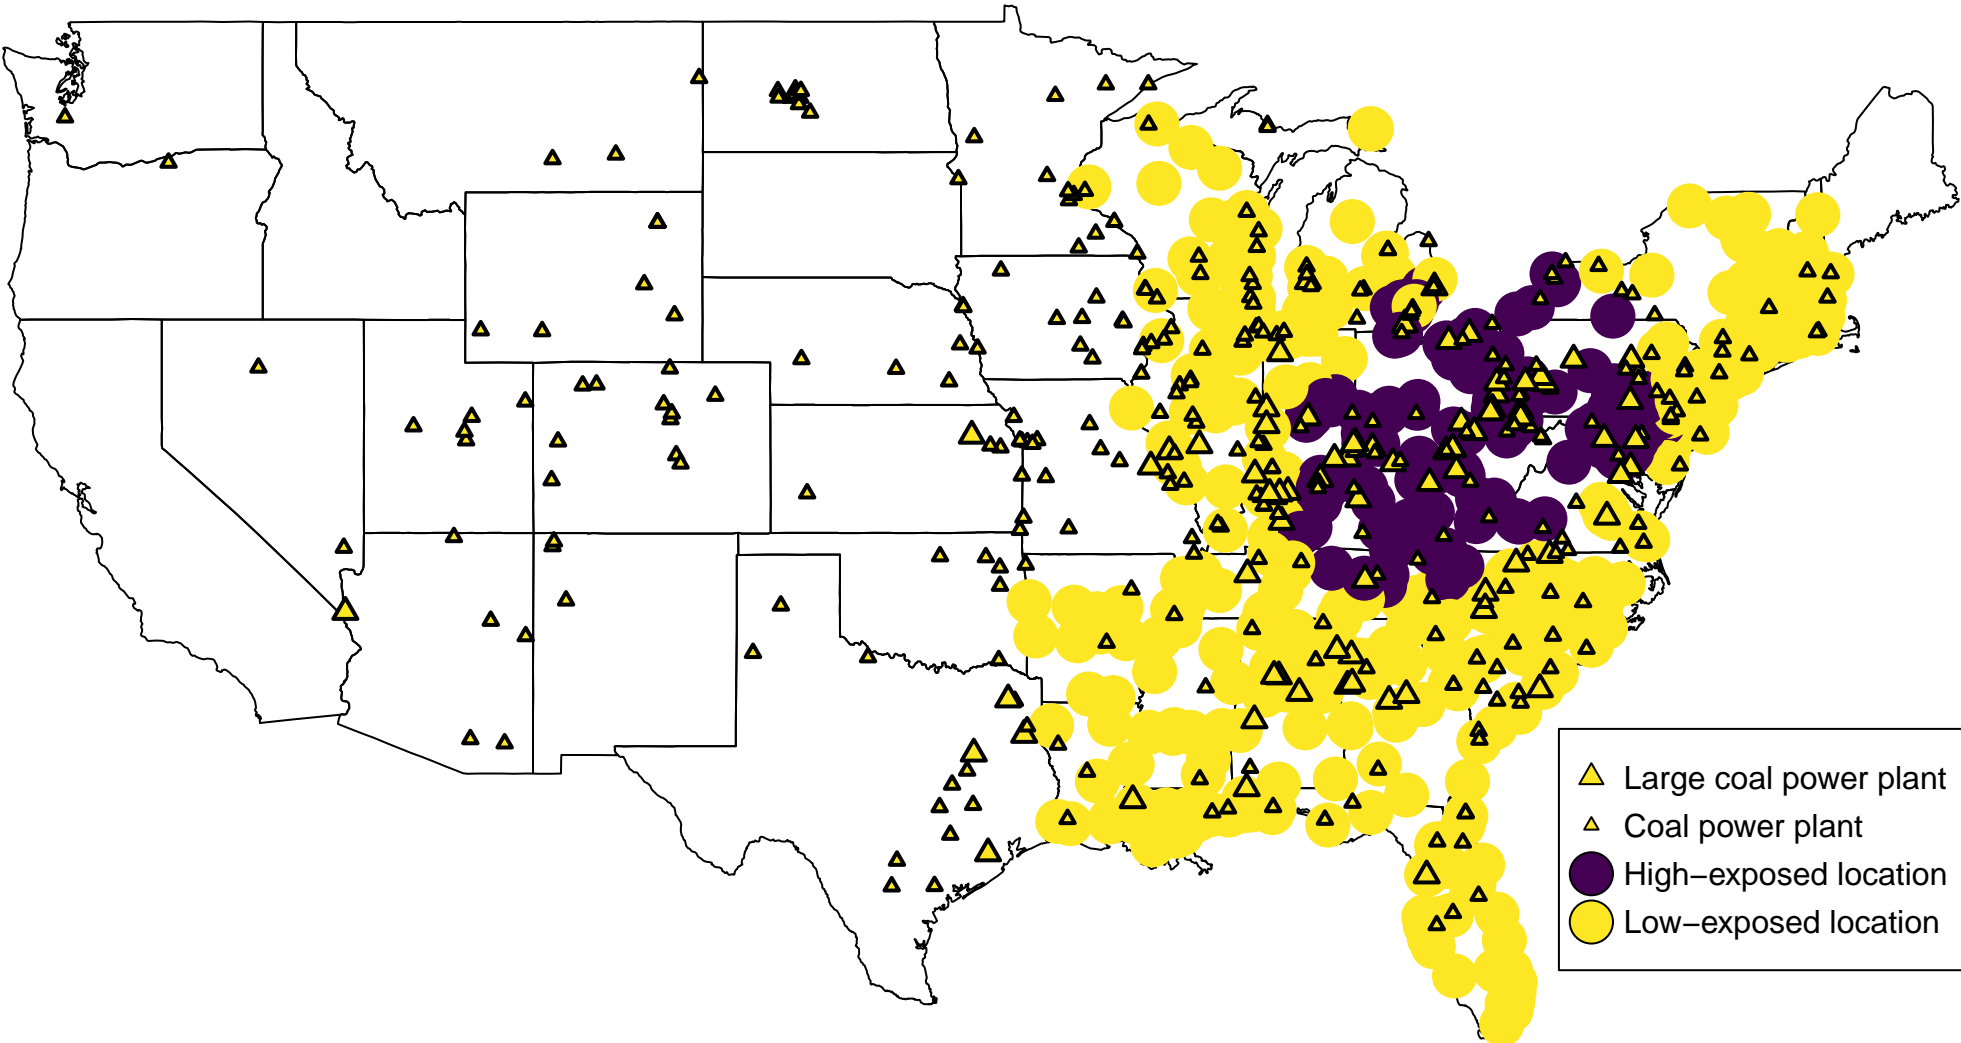 Large coal power plant
Coal power plant
High−exposed location
Low−exposed location